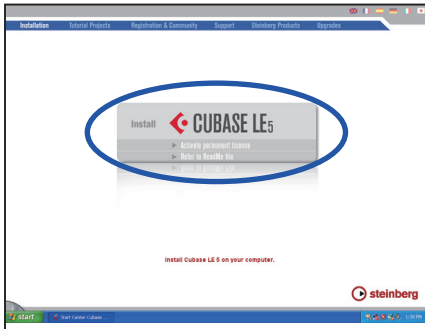 Installation Tutorial Projects Registration & Community Support Steinberg Products Upgrades
Install CUBASE LE5
Activate permanent license
Refer to ReadMe file
Install Cubase LE 5 on your computer.
steinberg
start Start Center Cubase ...